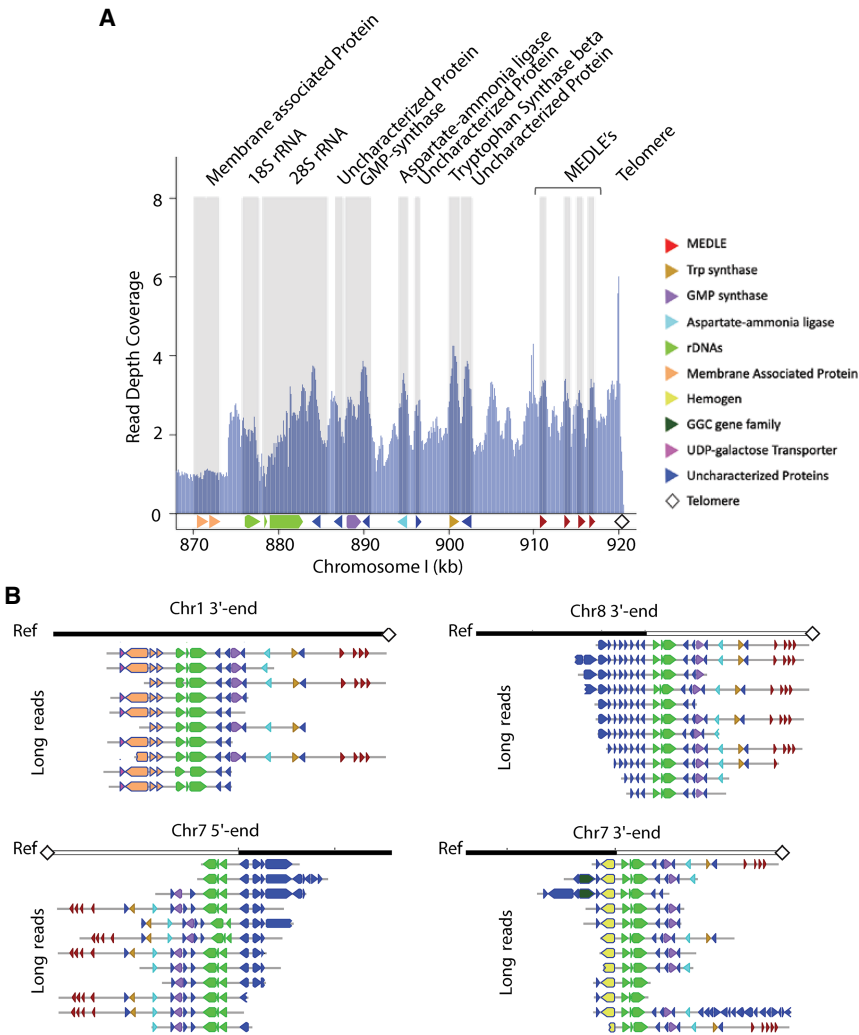 A
Membrane associated Protein
18S rRNA
28S rRNA
Uncharacterized Protein
GMP-synthase
Aspartate-ammonia ligase
Uncharacterized Protein
Tryptophan Synthase beta
Uncharacterized Protein
MEDLE's
Telomere
Read Depth Coverage
8
6
4
2
0
870
880
890
900
910
920
Chromosome I (kb)
MEDLE
Trp synthase
GMP synthase
Aspartate-ammonia ligase
rDNAs
Membrane Associated Protein
Hemogen
GGC gene family
UDP-galactose Transporter
Uncharacterized Proteins
Telomere
B
Chr1 3'-end
Ref
Long reads
Chr8 3'-end
Ref
Long reads
Chr7 5'-end
Ref
Long reads
Chr7 3'-end
Ref
Long reads